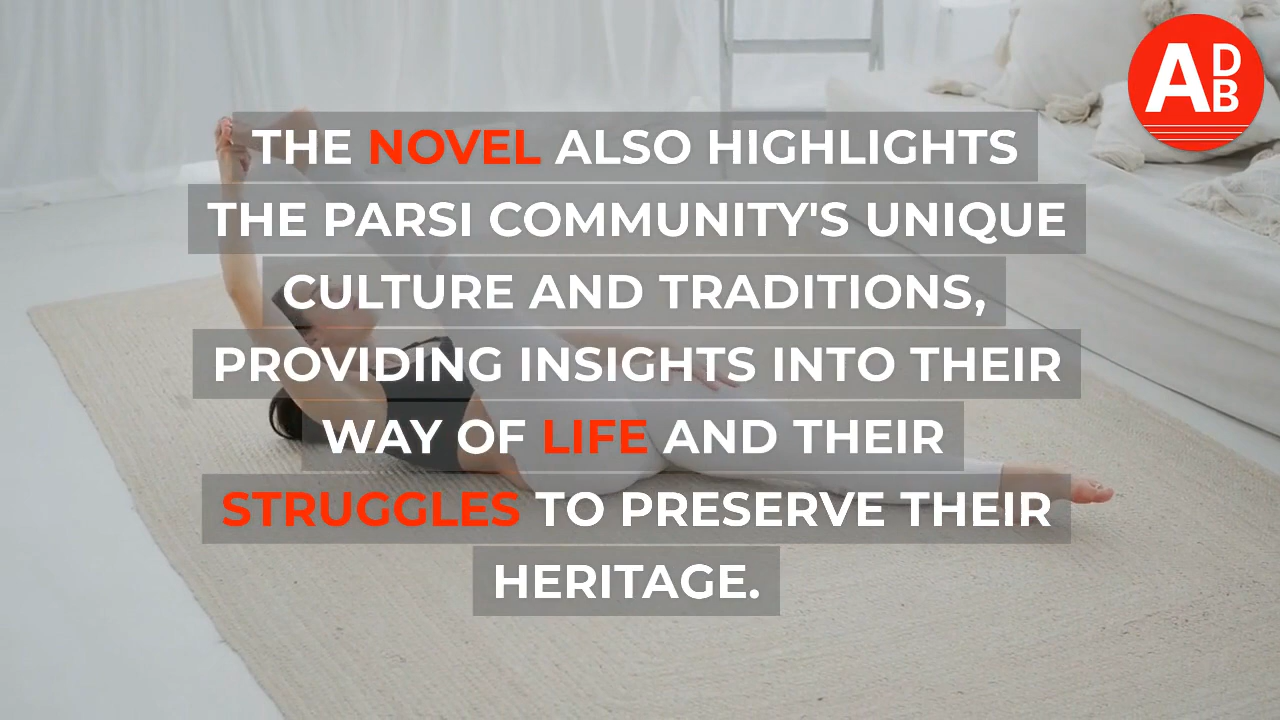 THE NOVEL ALSO HIGHLIGHTS
THE PARSI COMMUNITY'S UNIQUE
CULTURE AND TRADITIONS,
PROVIDING INSIGHTS INTO THEIR
WAY OF LIFE AND THEIR
STRUGGLES TO PRESERVE THEIR
HERITAGE.
ADB